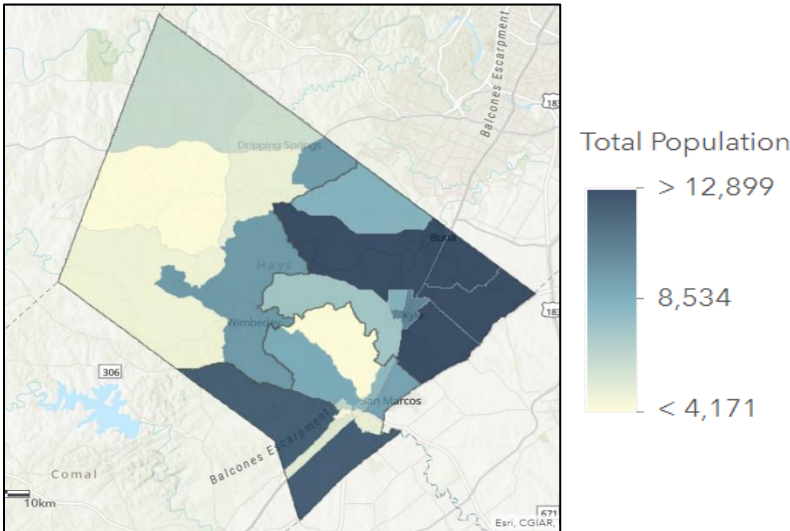 Balcones Escarpment
183
Dripping Springs
Buda
Hays
Kyle
183
Wimberley
306
San Marcos
Balcones Escarpment
Comal
10km
671
Esri, CGIAR,
Total Population
> 12,899
8,534
< 4,171